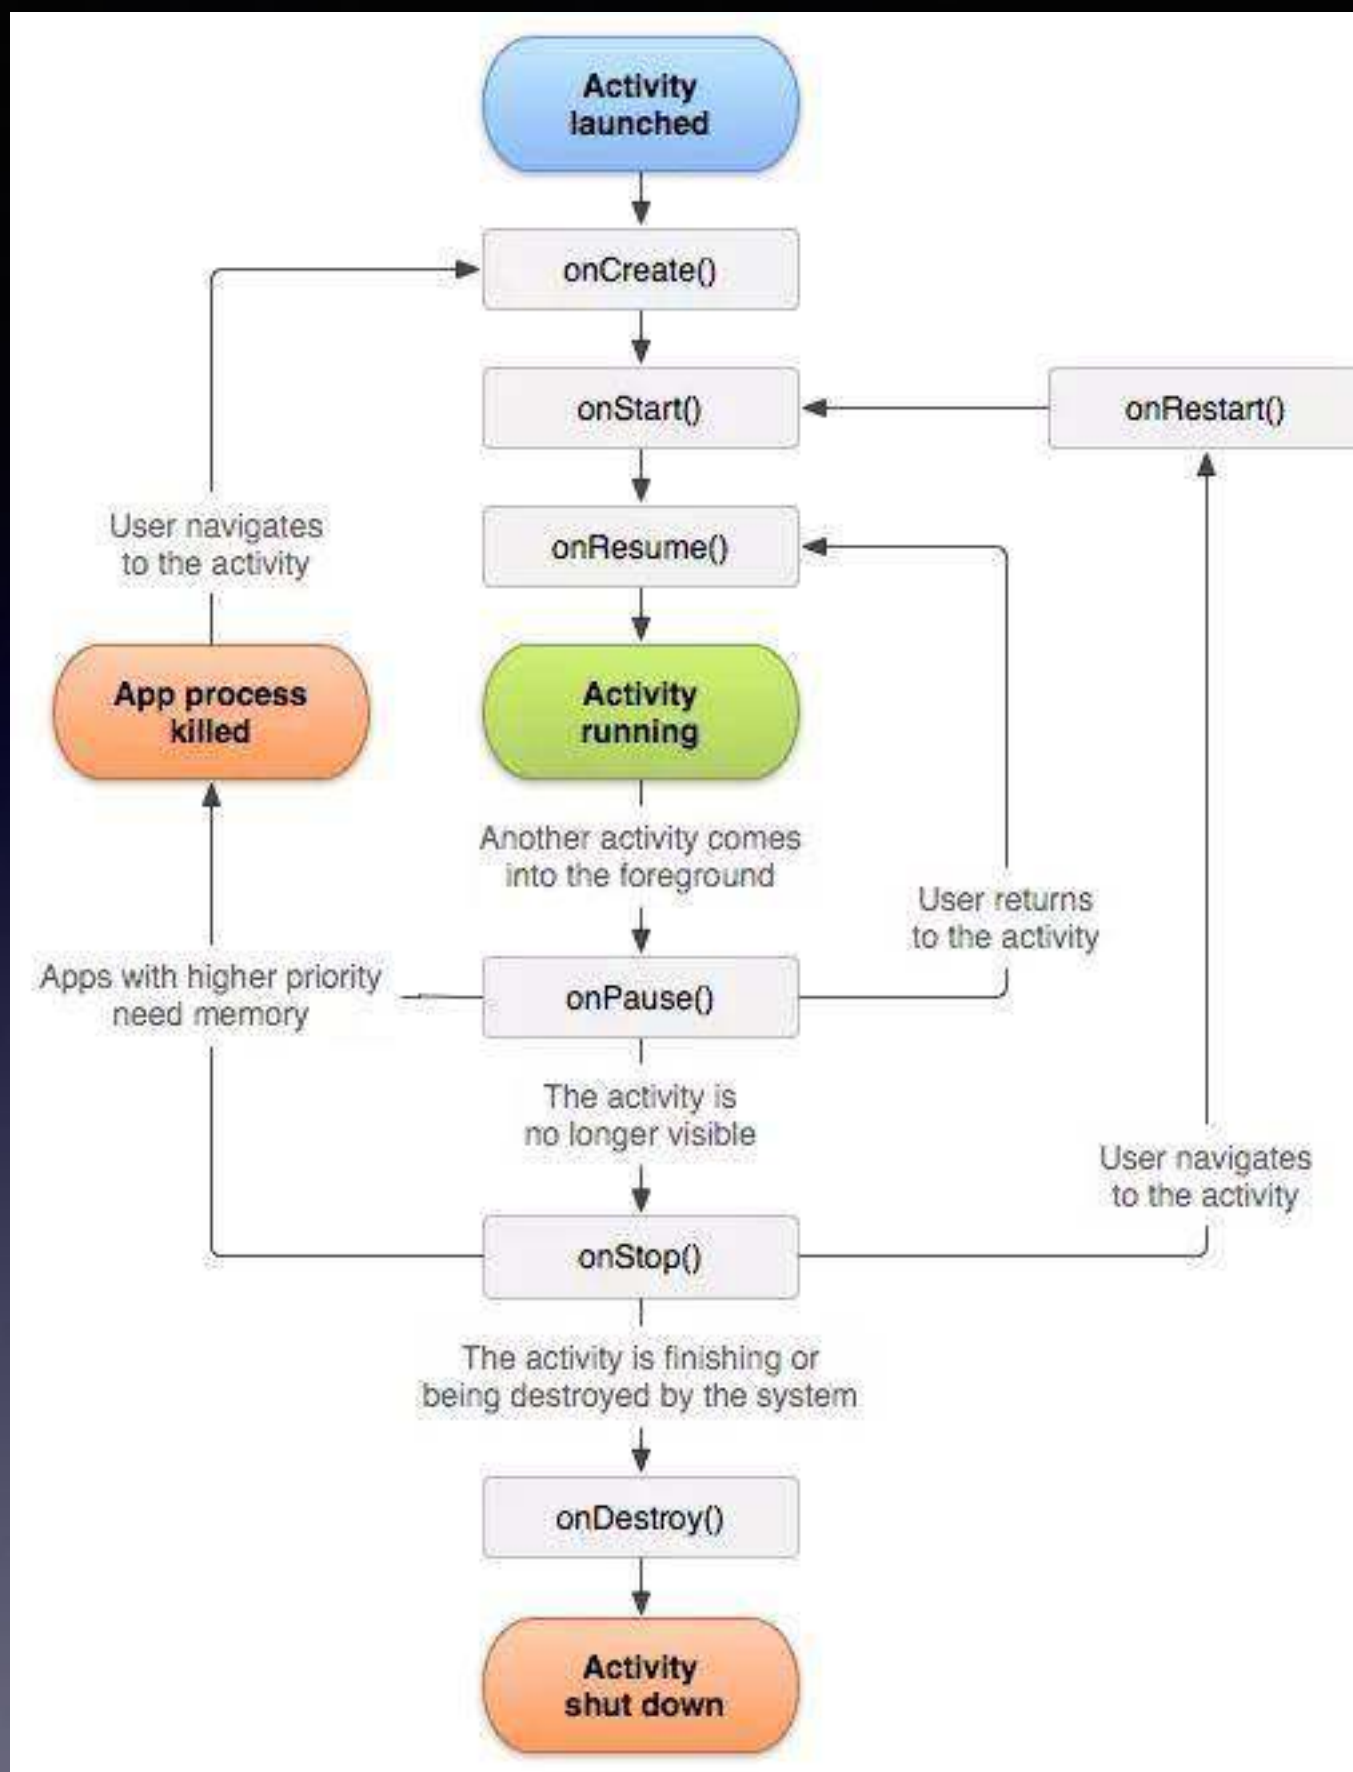 Activity
launched
onCreate()
onStart()
onRestart()
User navigates
to the activity
onResume()
App process
killed
Activity
running
Another activity comes
into the foreground
User returns
to the activity
Apps with higher priority
need memory
onPause()
The activity is
no longer visible
User navigates
to the activity
onStop()
The activity is finishing or
being destroyed by the system
onDestroy()
Activity
shut down